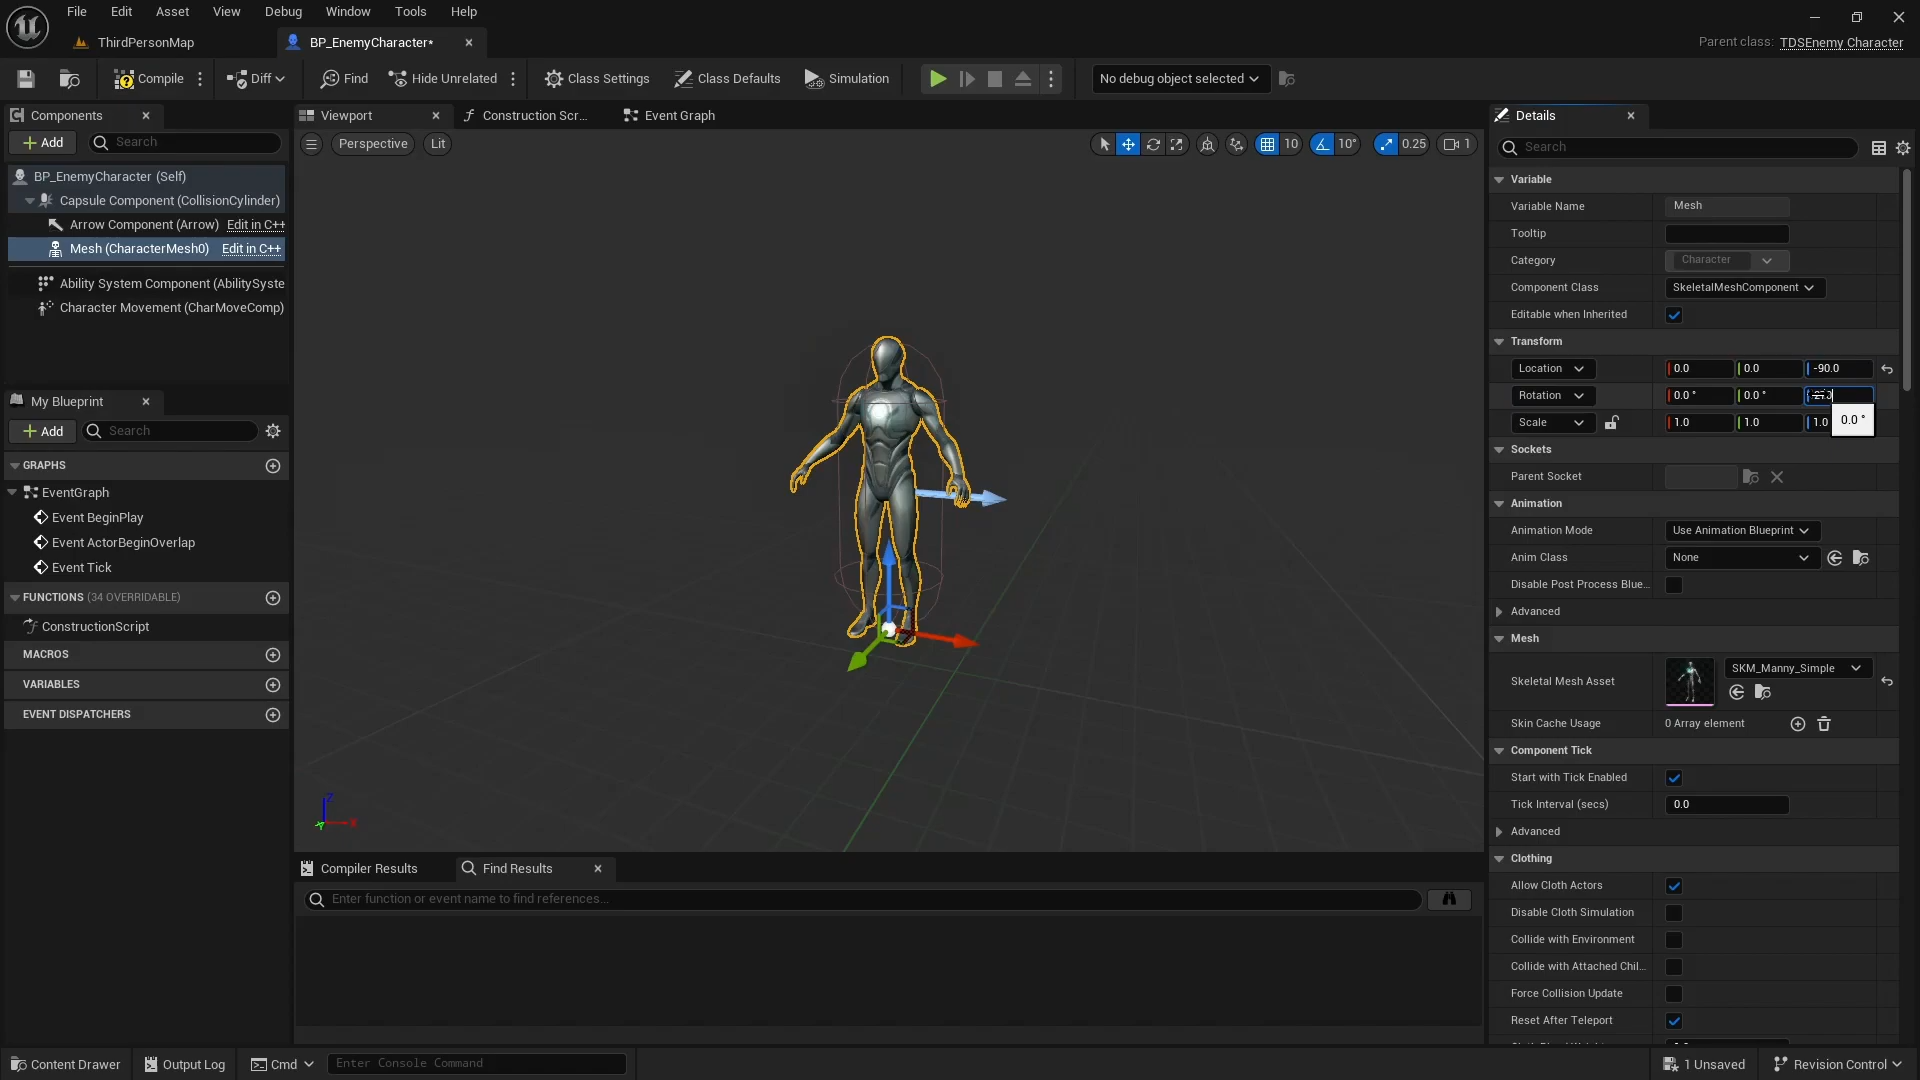 File Edit Asset View Debug Window Tools Help
ThirdPersonMap
BP_EnemyCharacter*
Parent class: TDSEnemy Character
Compile
Diff
Find
Hide Unrelated
Class Settings
Class Defaults
Simulation
No debug object selected
Components
Add
Search
BP_EnemyCharacter (Self)
Capsule Component (CollisionCylinder)
Arrow Component (Arrow) Edit in C++
Mesh (CharacterMesh0) Edit in C++
Ability System Component (AbilitySyste
Character Movement (CharMoveComp)
My Blueprint
Add
Search
GRAPHS
EventGraph
Event BeginPlay
Event ActorBeginOverlap
Event Tick
FUNCTIONS (34 OVERRIDABLE)
ConstructionScript
MACROS
VARIABLES
EVENT DISPATCHERS
Viewport
Construction Scr...
Event Graph
Perspective
Lit
10
10°
0.25
1
Z
X
Y
Compiler Results
Find Results
Enter function or event name to find references...
Details
Search
Variable
Variable Name Mesh
Tooltip
Category Character
Component Class SkeletalMeshComponent
Editable when Inherited
Transform
Location 0.0 0.0 -90.0
Rotation 0.0 ° 0.0 °
0.0 °
Scale 1.0 1.0 1.0
Sockets
Parent Socket
Animation
Animation Mode Use Animation Blueprint
Anim Class None
Disable Post Process Blue...
Advanced
Mesh
Skeletal Mesh Asset SKM_Manny_Simple
Skin Cache Usage 0 Array element
Component Tick
Start with Tick Enabled
Tick Interval (secs) 0.0
Advanced
Clothing
Allow Cloth Actors
Disable Cloth Simulation
Collide with Environment
Collide with Attached Chil...
Force Collision Update
Reset After Teleport
Content Drawer
Output Log
Cmd
Enter Console Command
1 Unsaved
Revision Control